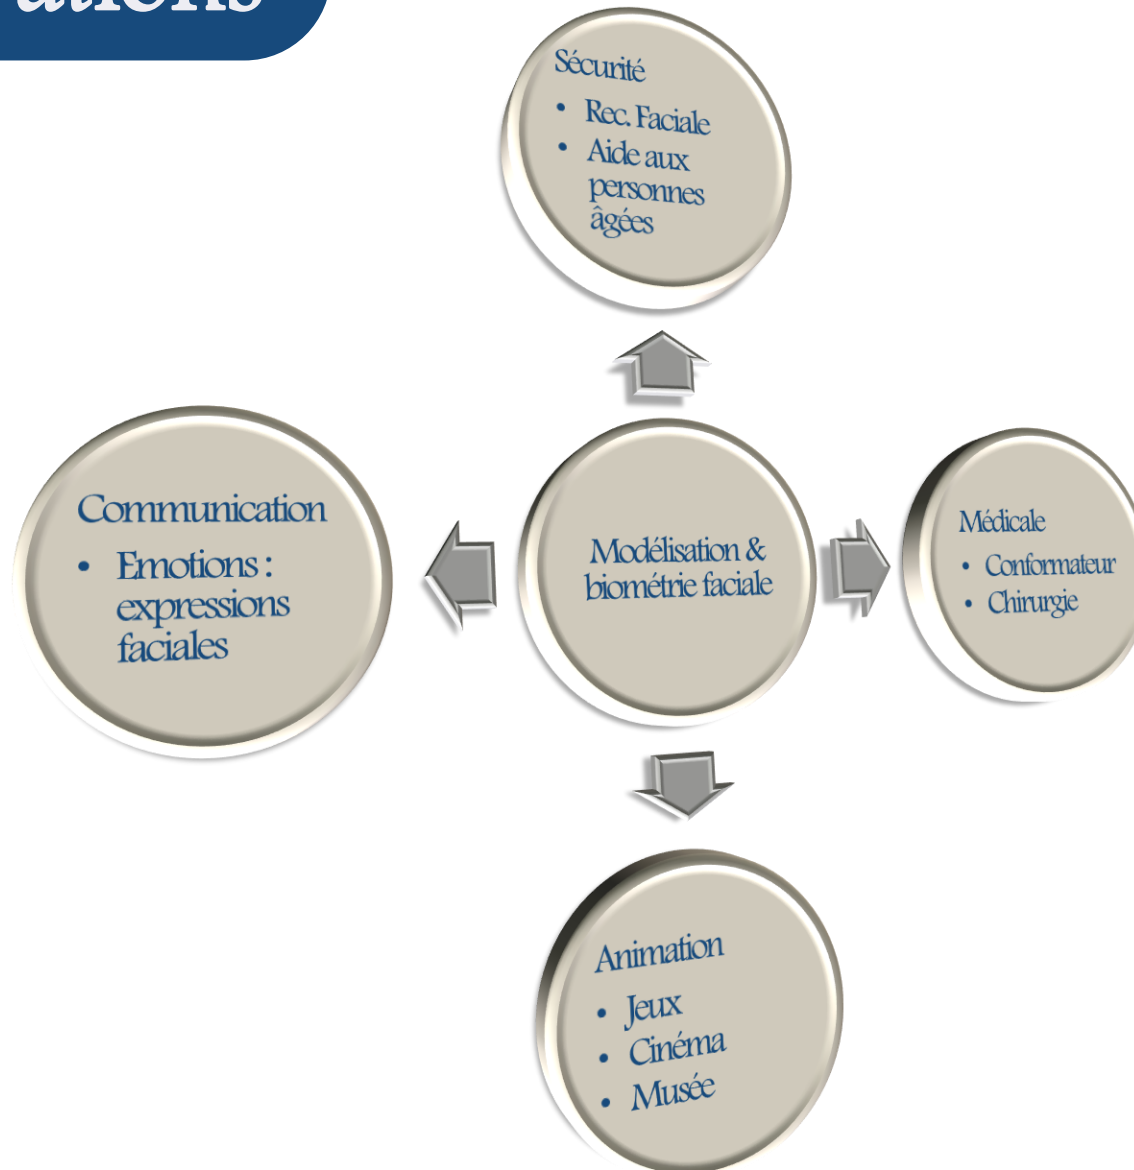 Sécurité
• Rec. Faciale
• Aide aux
personnes
âgées
Communication
• Emotions :
expressions
faciales
Modélisation &
biométrie faciale
Médicale
• Conformateur
• Chirurgie
Animation
• Jeux
• Cinéma
• Musée